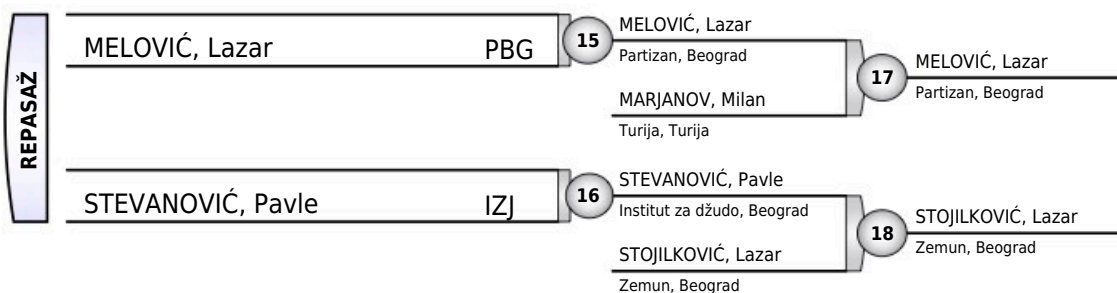 REPASAŽ
MELOVIĆ, Lazar PBG
15
MELOVIĆ, Lazar
Partizan, Beograd
MARJANOV, Milan
Turija, Turija
17
MELOVIĆ, Lazar
Partizan, Beograd
STEVANOVIĆ, Pavle IZJ
16
STEVANOVIĆ, Pavle
Institut za džudo, Beograd
STOJILKOVIĆ, Lazar
Zemun, Beograd
18
STOJILKOVIĆ, Lazar
Zemun, Beograd